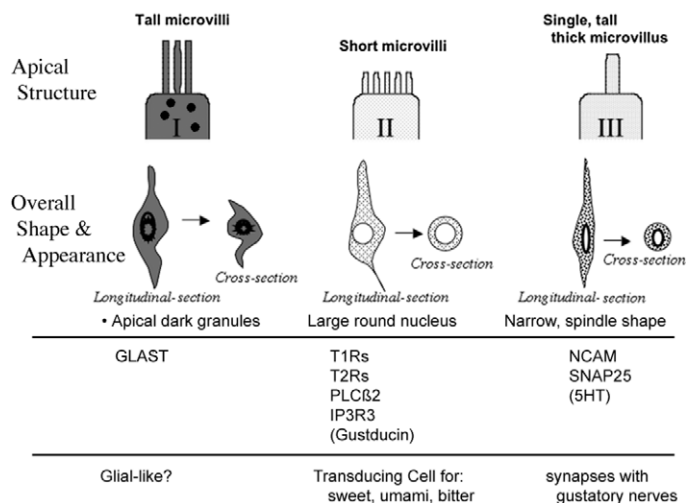 Tall microvilli
Short microvilli
Single, tall
thick microvillus
Apical
Structure
I
II
III
Overall
Shape &
Appearance
Cross-section
Cross-section
Cross-section
Longitudinal-section
Longitudinal-section
• Apical dark granules
Large round nucleus
Narrow, spindle shape
GLAST
T1Rs
T2Rs
PLCß2
IP3R3
(Gustducin)
NCAM
SNAP25
(5HT)
Glial-like?
Transducing Cell for:
sweet, umami, bitter
synapses with
gustatory nerves